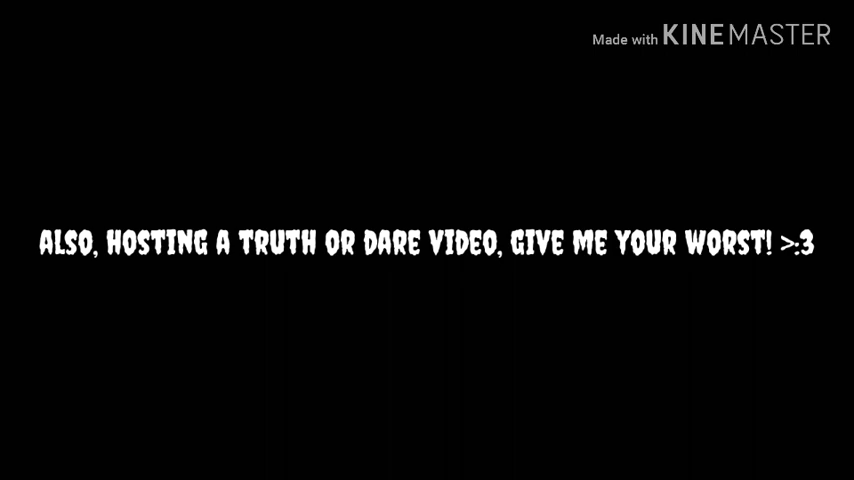 Made with KINEMASTER
ALSO, HOSTING A TRUTH OR DARE VIDEO, GIVE ME YOUR WORST! >:3